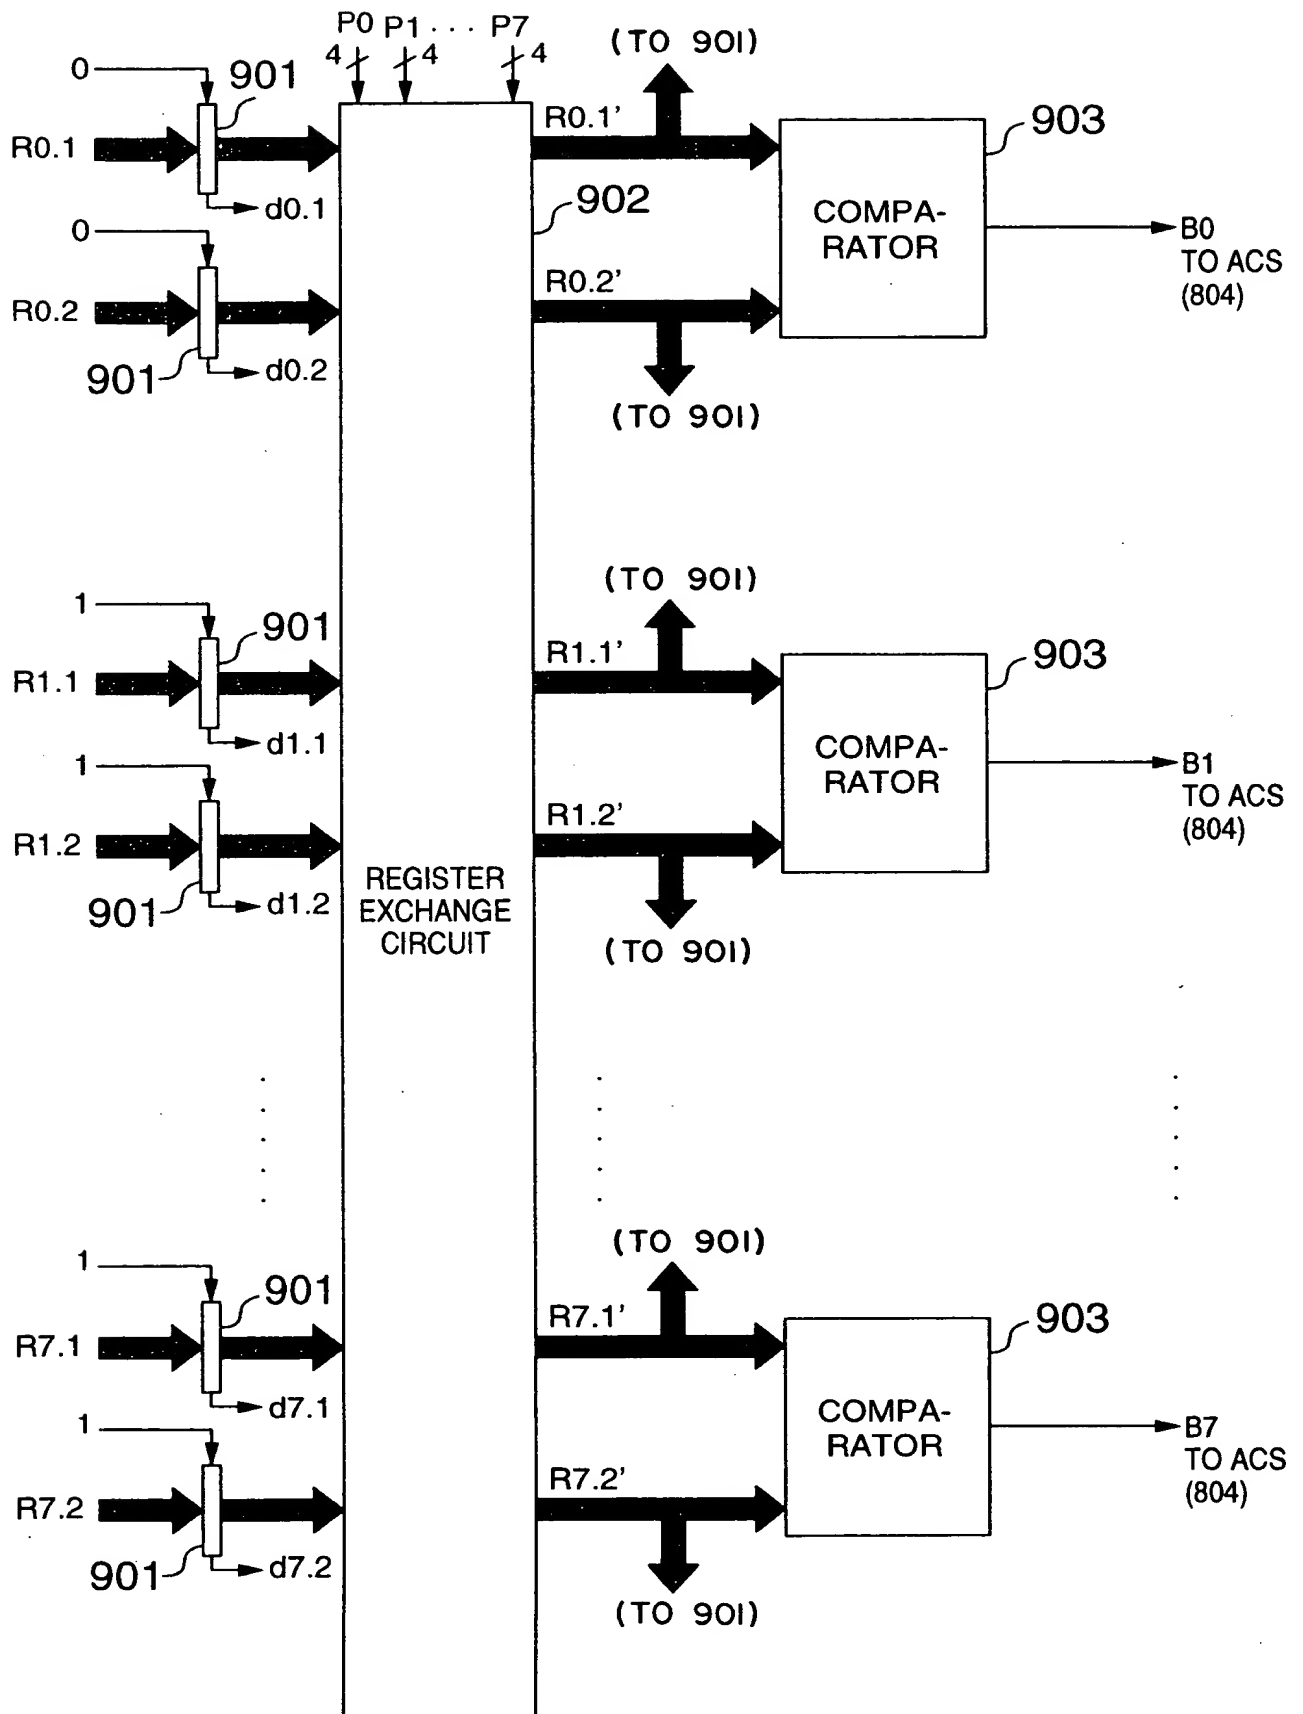 P0 P1 . . . P7
4 4 4
(TO 901)
0
901
R0.1
R0.1'
903
d0.1
902
COMPA-
RATOR
B0
TO ACS
(804)
0
R0.2
R0.2'
901
d0.2
(TO 901)
(TO 901)
1
901
R1.1
R1.1'
903
d1.1
COMPA-
RATOR
B1
TO ACS
(804)
1
R1.2
R1.2'
901
d1.2
REGISTER
EXCHANGE
CIRCUIT
(TO 901)
(TO 901)
1
901
R7.1
R7.1'
903
d7.1
COMPA-
RATOR
B7
TO ACS
(804)
1
R7.2
R7.2'
901
d7.2
(TO 901)